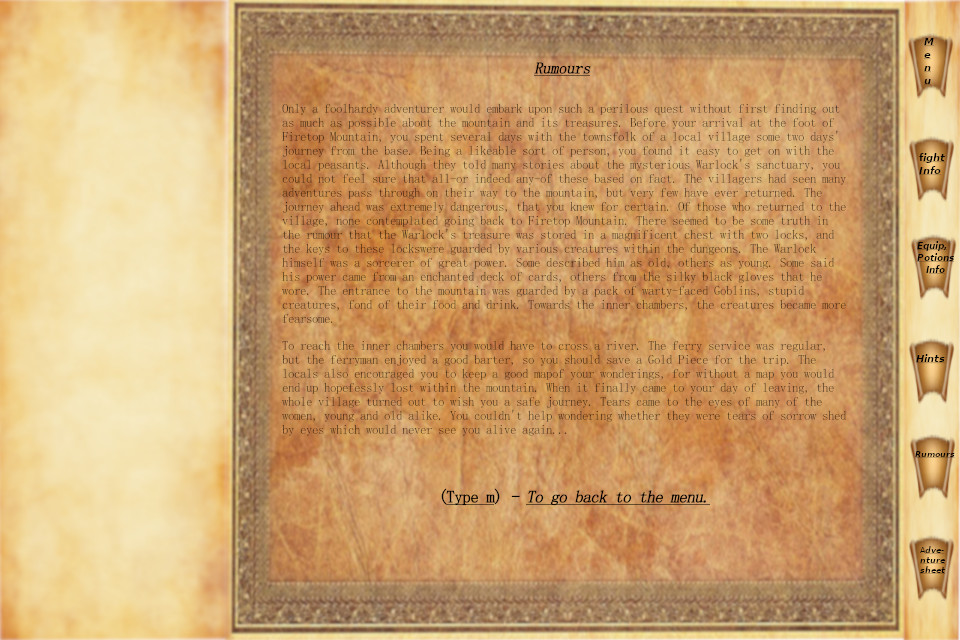 Rumours
Only a foolhardy adventurer would embark upon such a perilous quest without first finding out
as much as possible about the mountain and its treasures. Before your arrival at the foot of
Firetop Mountain, you spent several days with the townsfolk of a local village some two days'
journey from the base. Being a likeable sort of person, you found it easy to get on with the
local peasants. Although they told many stories about the mysterious Warlock's sanctuary, you
could not feel sure that all-or indeed any-of these based on fact. The villagers had seen many
adventures pass through on their way to the mountain, but very few have ever returned. The
journey ahead was extremely dangerous, that you knew for certain. Of those who returned to the
village, none contemplated going back to Firetop Mountain. There seemed to be some truth in
the rumour that the Warlock's treasure was stored in a magnificent chest with two locks, and
the keys to these lockswere guarded by various creatures within the dungeons. The Warlock
himself was a sorcerer of great power. Some described him as old, others as young. Some said
his power came from an enchanted deck of cards, others from the silky black gloves that he
wore. The entrance to the mountain was guarded by a pack of warty-faced Goblins, stupid
creatures, fond of their food and drink. Towards the inner chambers, the creatures became more
fearsome.
To reach the inner chambers you would have to cross a river. The ferry service was regular,
but the ferryman enjoyed a good barter, so you should save a Gold Piece for the trip. The
locals also encouraged you to keep a good mapof your wonderings, for without a map you would
end up hopefessly lost within the mountain. When it finally came to your day of leaving, the
whole village turned out to wish you a safe journey. Tears came to the eyes of many of the
women, young and old alike. You couldn't help wondering whether they were tears of sorrow shed
by eyes which would never see you alive again...
(Type m) - To go back to the menu.
M
e
n
u
fight
Info
Equip,
Potions
Info
Hints
Rumours
Adve-
nture
sheet